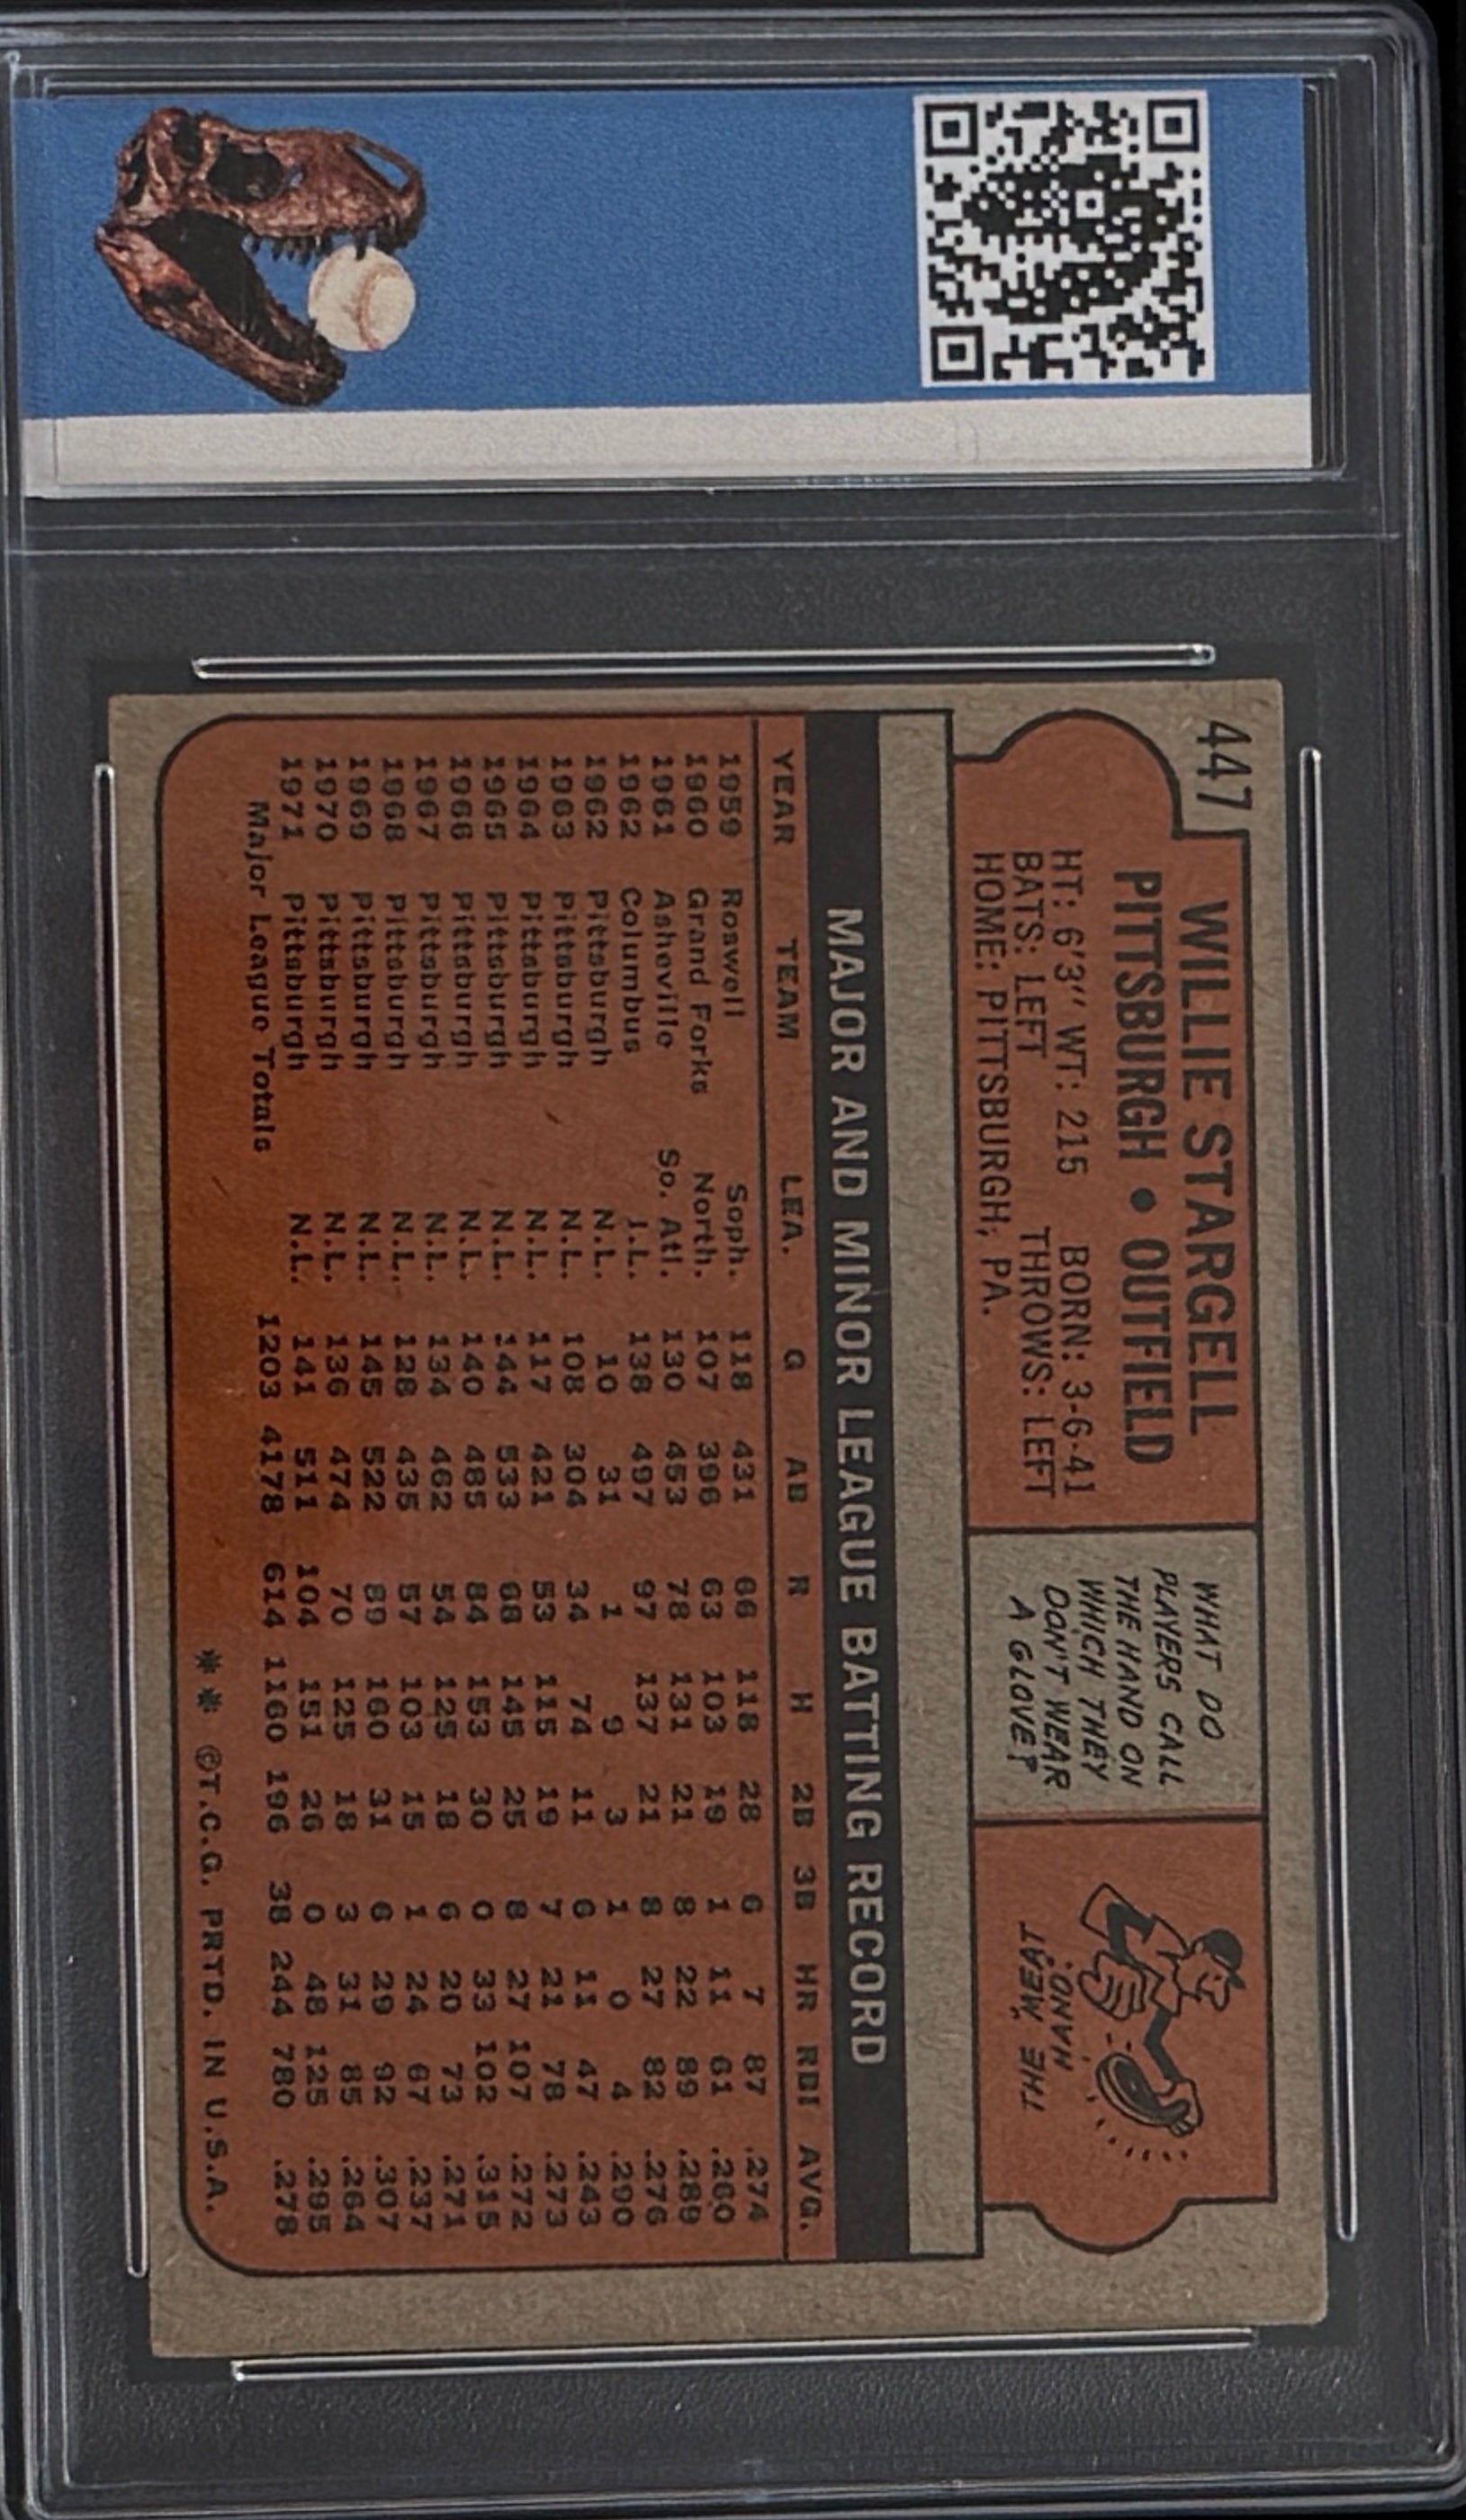 447
WILLIE STARGELL
PITTSBURGH • OUTFIELD
HT: 6'3" WT: 215 BORN: 3-6-41
BATS: LEFT THROWS: LEFT
HOME: PITTSBURGH, PA.
WHAT DO
PLAYERS CALL
THE HAND ON
WHICH THEY
DON'T WEAR
A GLOVE?
THE "MEAT
HAND."
MAJOR AND MINOR LEAGUE BATTING RECORD
YEAR TEAM LEA. G AB R H 2B 3B HR RBI AVG.
1959 Roswell Soph. 118 431 66 118 28 6 7 87 .274
1960 Grand Forks North. 107 396 63 103 19 1 11 61 .260
1961 Asheville So. Atl. 130 453 78 131 21 8 22 89 .289
1962 Columbus I.L. 138 497 97 137 21 8 27 82 .276
1962 Pittsburgh N.L. 10 31 1 9 3 1 0 4 .290
1963 Pittsburgh N.L. 108 304 34 74 11 6 11 47 .243
1964 Pittsburgh N.L. 117 421 53 115 19 7 21 78 .273
1965 Pittsburgh N.L. 144 533 68 145 25 8 27 107 .272
1966 Pittsburgh N.L. 140 485 84 153 30 0 33 102 .315
1967 Pittsburgh N.L. 134 462 54 125 18 6 20 73 .271
1968 Pittsburgh N.L. 128 435 57 103 15 1 24 67 .237
1969 Pittsburgh N.L. 145 522 89 160 31 6 29 92 .307
1970 Pittsburgh N.L. 136 474 70 125 18 3 31 85 .264
1971 Pittsburgh N.L. 141 511 104 151 26 0 48 125 .295
Major League Totals 1203 4178 614 1160 196 38 244 780 .278
** ©T.C.G. PRTD. IN U.S.A.